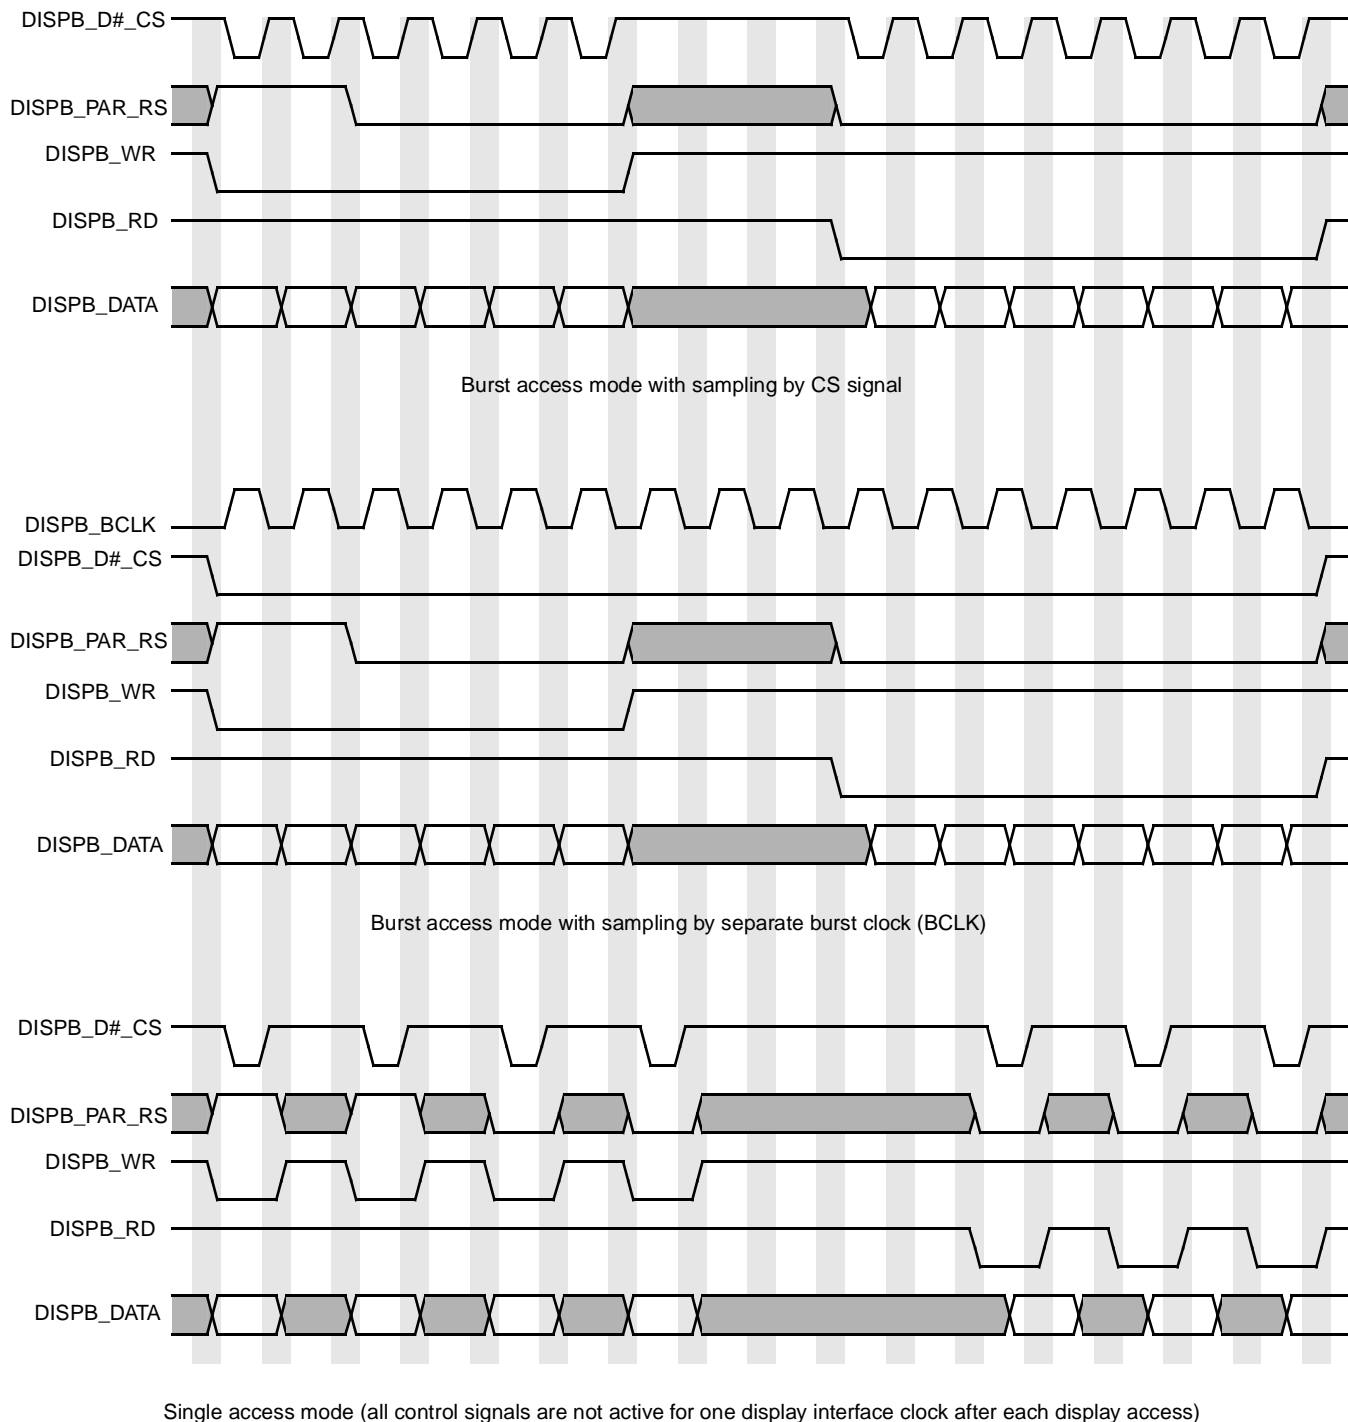 DISPB_D#_CS
DISPB_PAR_RS
DISPB_WR
DISPB_RD
DISPB_DATA
Burst access mode with sampling by CS signal
DISPB_BCLK
DISPB_D#_CS
DISPB_PAR_RS
DISPB_WR
DISPB_RD
DISPB_DATA
Burst access mode with sampling by separate burst clock (BCLK)
DISPB_D#_CS
DISPB_PAR_RS
DISPB_WR
DISPB_RD
DISPB_DATA
Single access mode (all control signals are not active for one display interface clock after each display access)